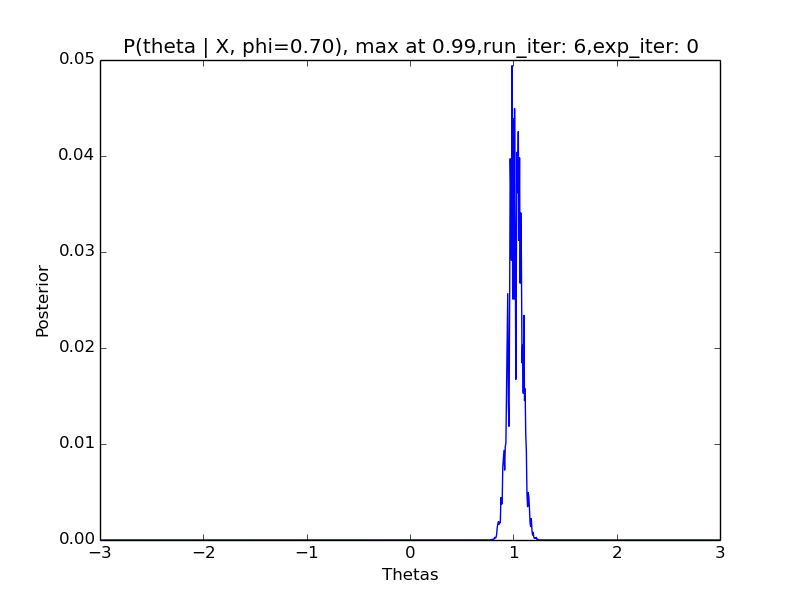 P(theta | X, phi=0.70), max at 0.99,run_iter: 6,exp_iter: 0
0.05
0.04
0.03
0.02
0.01
0.00
Posterior
−3 −2 −1 0 1 2 3
Thetas